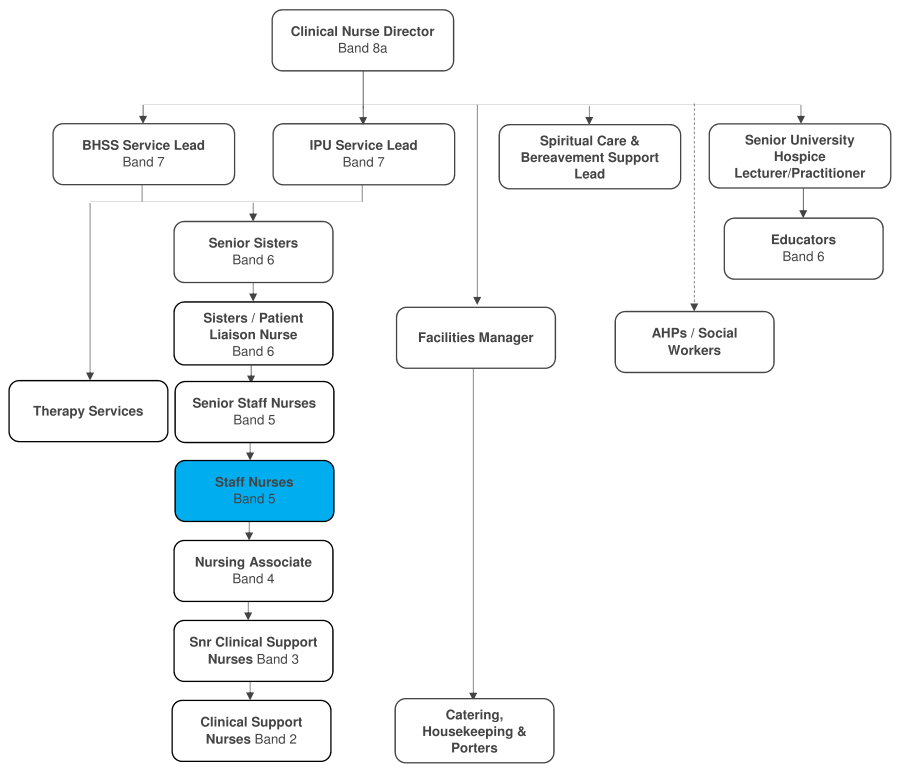 Clinical Nurse Director
Band 8a
BHSS Service Lead
Band 7
IPU Service Lead
Band 7
Spiritual Care &
Bereavement Support
Lead
Senior University
Hospice
Lecturer/Practitioner
Senior Sisters
Band 6
Educators
Band 6
Sisters / Patient
Liaison Nurse
Band 6
Facilities Manager
AHPs / Social
Workers
Therapy Services
Senior Staff Nurses
Band 5
Staff Nurses
Band 5
Nursing Associate
Band 4
Snr Clinical Support
Nurses Band 3
Clinical Support
Nurses Band 2
Catering,
Housekeeping &
Porters